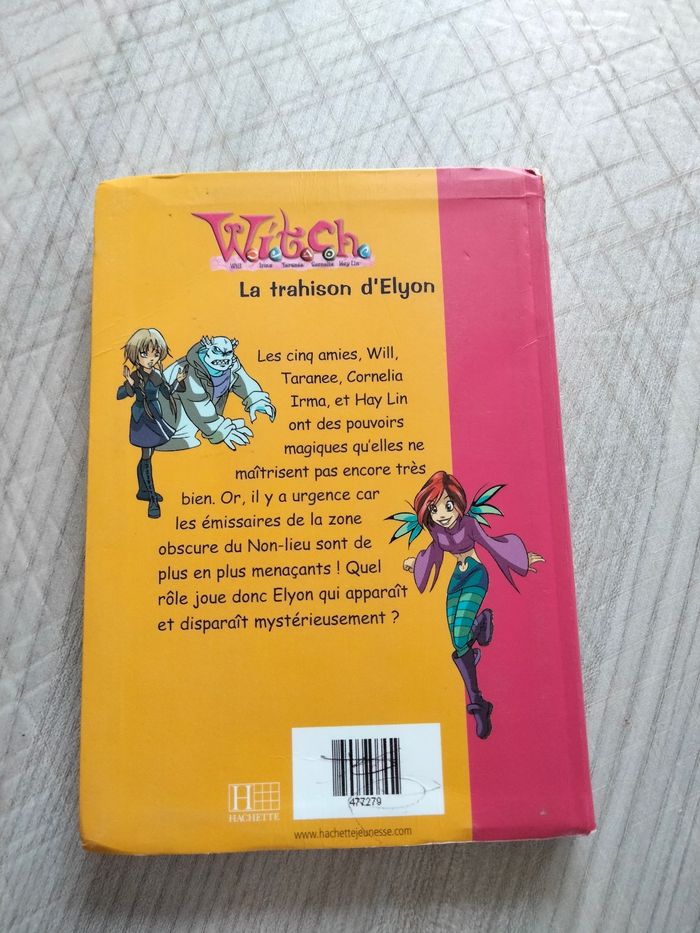 W.i.t.c.h.
Will Irma Taranee Cornelia Hay Lin
La trahison d'Elyon
Les cinq amies, Will,
Taranee, Cornelia
Irma, et Hay Lin
ont des pouvoirs
magiques qu'elles ne
maîtrisent pas encore très
bien. Or, il y a urgence car
les émissaires de la zone
obscure du Non-lieu sont de
plus en plus menaçants ! Quel
rôle joue donc Elyon qui apparaît
et disparaît mystérieusement ?
H
HACHETTE
477279
www.hachettejeunesse.com